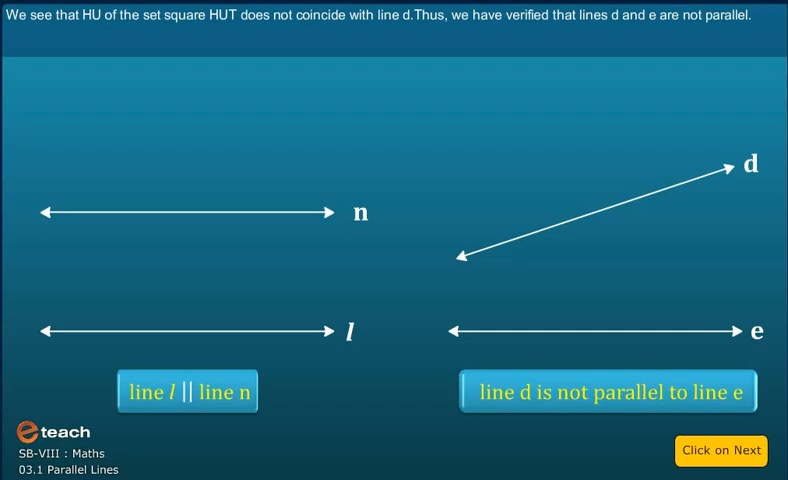 We see that HU of the set square HUT does not coincide with line d.Thus, we have verified that lines d and e are not parallel.
d
n
l
e
line l || line n
line d is not parallel to line e
eteach
SB-VIII : Maths
03.1 Parallel Lines
Click on Next